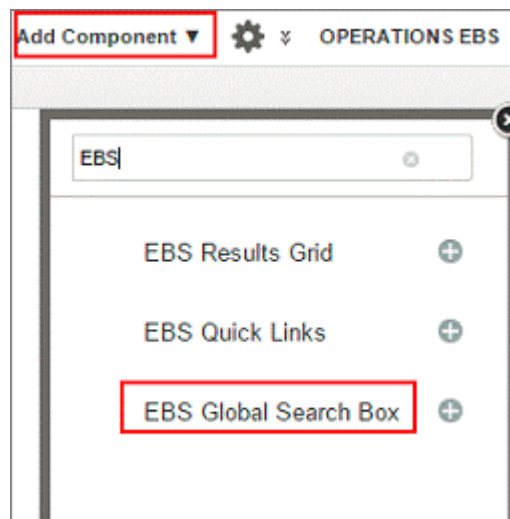 Add Component ▼ OPERATIONS EBS
EBS
EBS Results Grid
EBS Quick Links
EBS Global Search Box